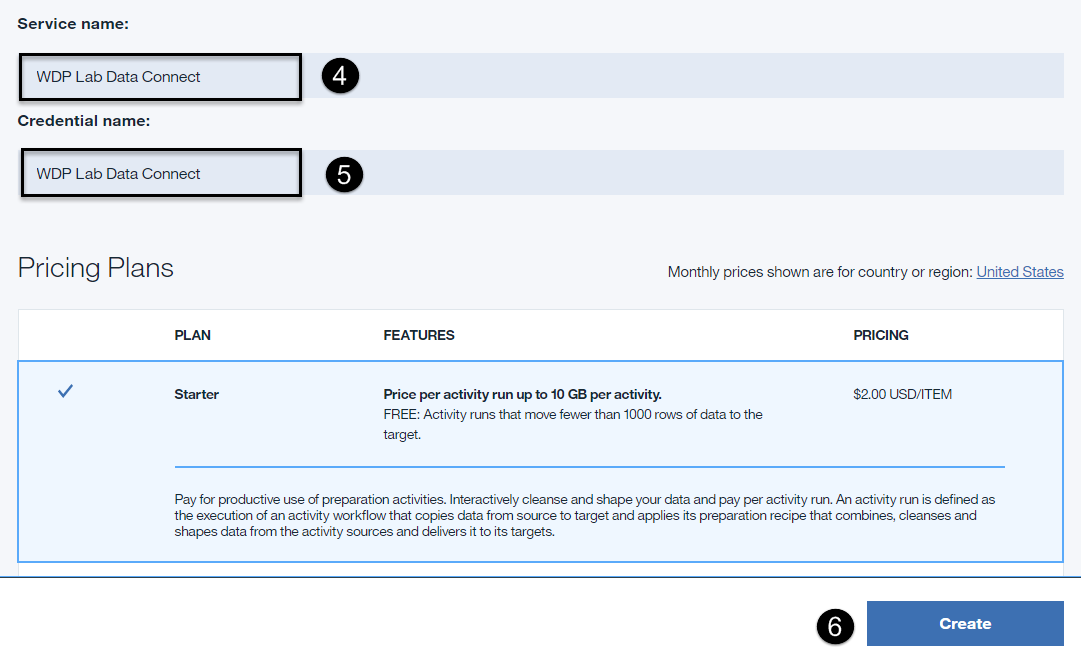 Service name:
WDP Lab Data Connect
4
Credential name:
WDP Lab Data Connect
5
Pricing Plans
Monthly prices shown are for country or region: United States
PLAN FEATURES PRICING
Starter Price per activity run up to 10 GB per activity. $2.00 USD/ITEM
FREE: Activity runs that move fewer than 1000 rows of data to the
target.
Pay for productive use of preparation activities. Interactively cleanse and shape your data and pay per activity run. An activity run is defined as
the execution of an activity workflow that copies data from source to target and applies its preparation recipe that combines, cleanses and
shapes data from the activity sources and delivers it to its targets.
6 Create